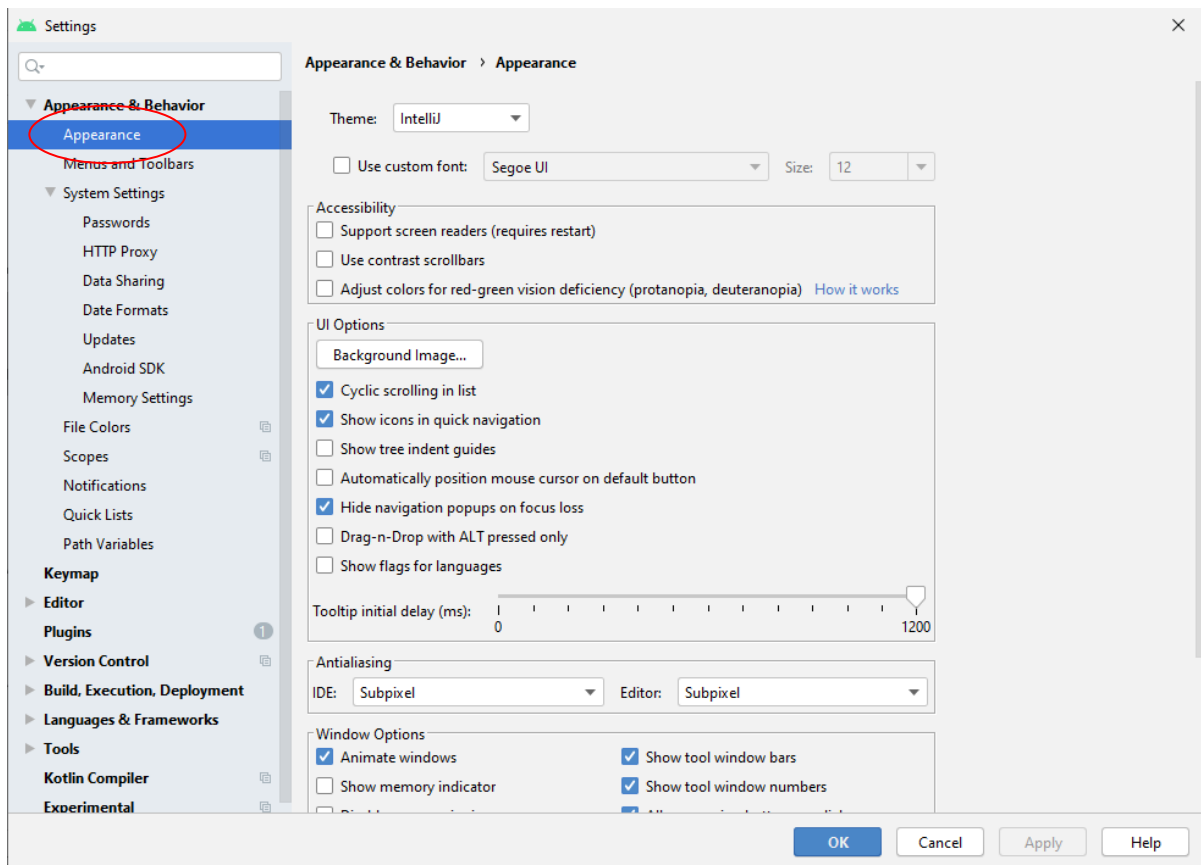 Settings
Appearance & Behavior
Appearance
Menus and Toolbars
System Settings
Passwords
HTTP Proxy
Data Sharing
Date Formats
Updates
Android SDK
Memory Settings
File Colors
Scopes
Notifications
Quick Lists
Path Variables
Keymap
Editor
Plugins 1
Version Control
Build, Execution, Deployment
Languages & Frameworks
Tools
Kotlin Compiler
Experimental
Appearance & Behavior › Appearance
Theme: IntelliJ
Use custom font: Segoe UI Size: 12
Accessibility
Support screen readers (requires restart)
Use contrast scrollbars
Adjust colors for red-green vision deficiency (protanopia, deuteranopia) How it works
UI Options
Background Image...
Cyclic scrolling in list
Show icons in quick navigation
Show tree indent guides
Automatically position mouse cursor on default button
Hide navigation popups on focus loss
Drag-n-Drop with ALT pressed only
Show flags for languages
Tooltip initial delay (ms):
0 1200
Antialiasing
IDE: Subpixel Editor: Subpixel
Window Options
Animate windows Show tool window bars
Show memory indicator Show tool window numbers
OK Cancel Apply Help